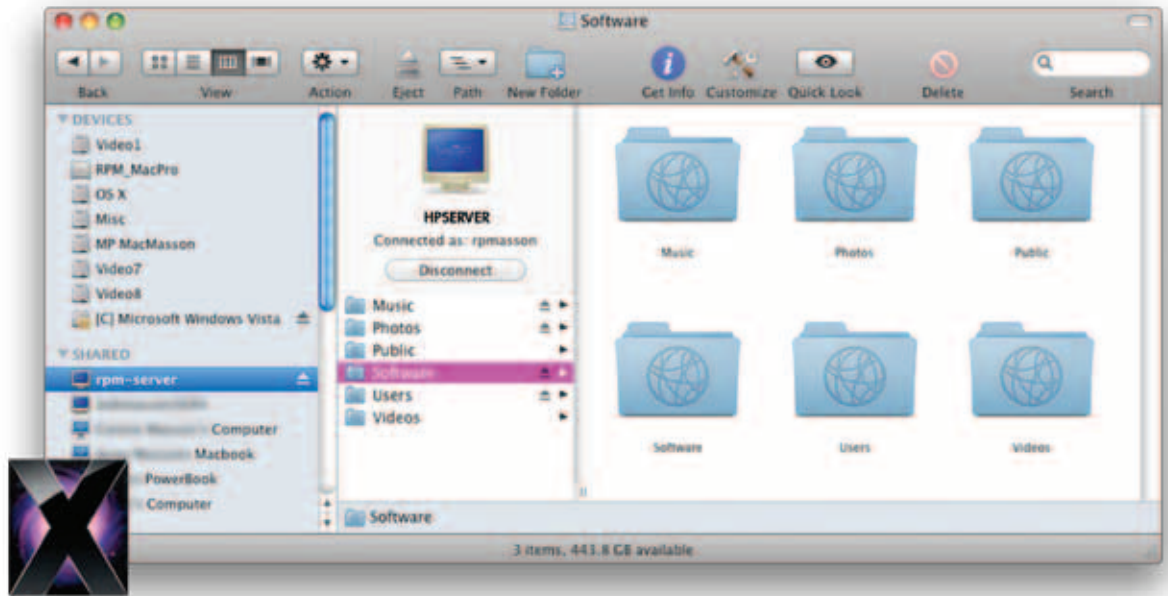 Software
Back View Action Eject Path New Folder Get Info Customize Quick Look Delete Search
DEVICES
Video1
RPM_MacPro
OS X
Misc
MP MacMasson
Video7
Video8
[C] Microsoft Windows Vista
SHARED
rpm-server
Computer
Macbook
PowerBook
Computer
HPSERVER
Connected as: rpmasson
Disconnect
Music
Photos
Public
Software
Users
Videos
Music Photos Public
Software Users Videos
Software
3 items, 443.8 GB available